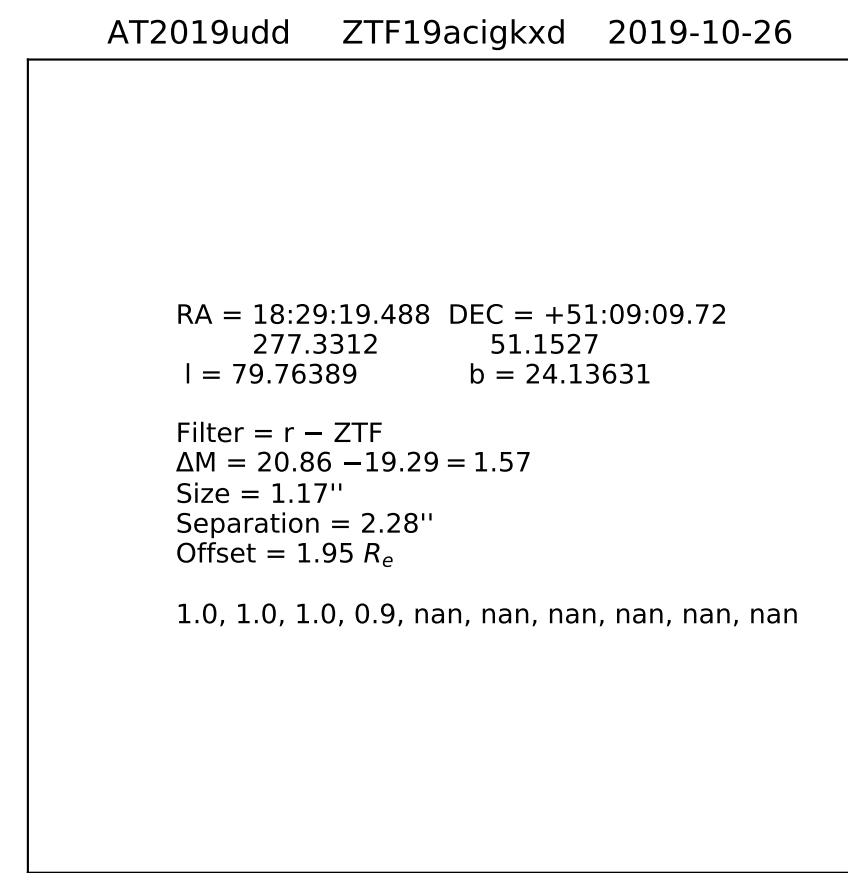 AT2019udd ZTF19acigkxd 2019-10-26
RA = 18:29:19.488 DEC = +51:09:09.72
277.3312 51.1527
l = 79.76389 b = 24.13631
Filter = r − ZTF
ΔM = 20.86 −19.29 = 1.57
Size = 1.17''
Separation = 2.28''
Offset = 1.95 Re
1.0, 1.0, 1.0, 0.9, nan, nan, nan, nan, nan, nan